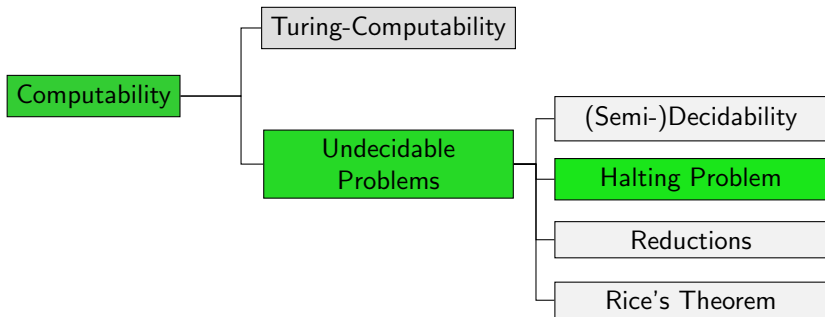 Turing-Computability
Computability
(Semi-)Decidability
Undecidable
Problems
Halting Problem
Reductions
Rice's Theorem